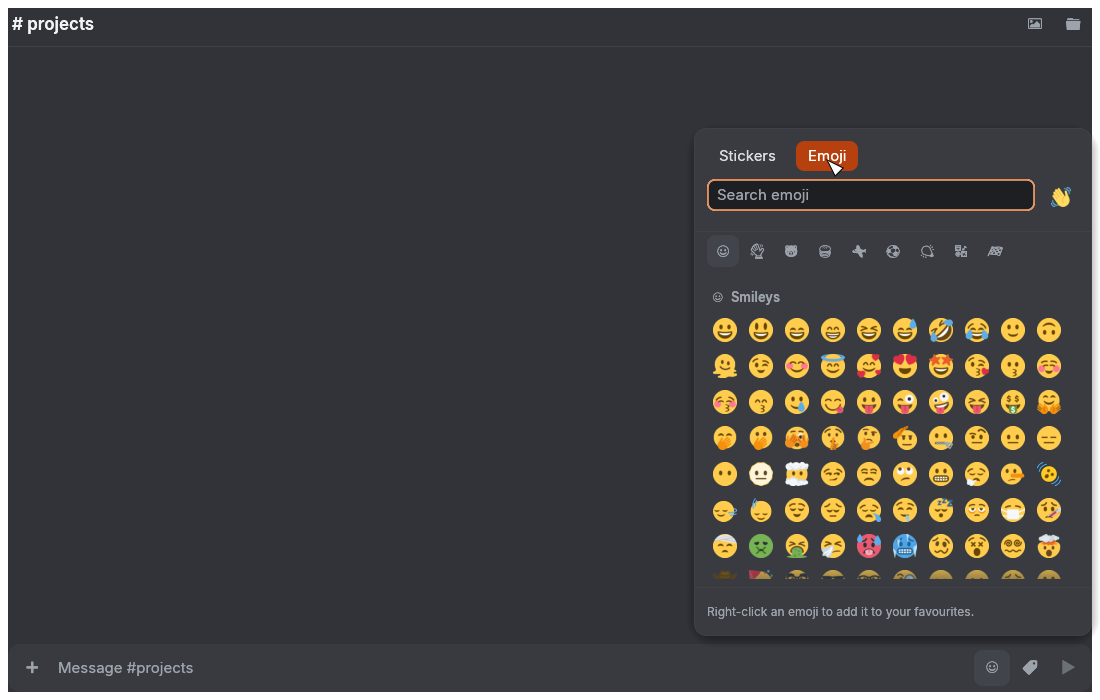 # projects
Stickers
Emoji
Search emoji
Smileys
Right-click an emoji to add it to your favourites.
Message #projects